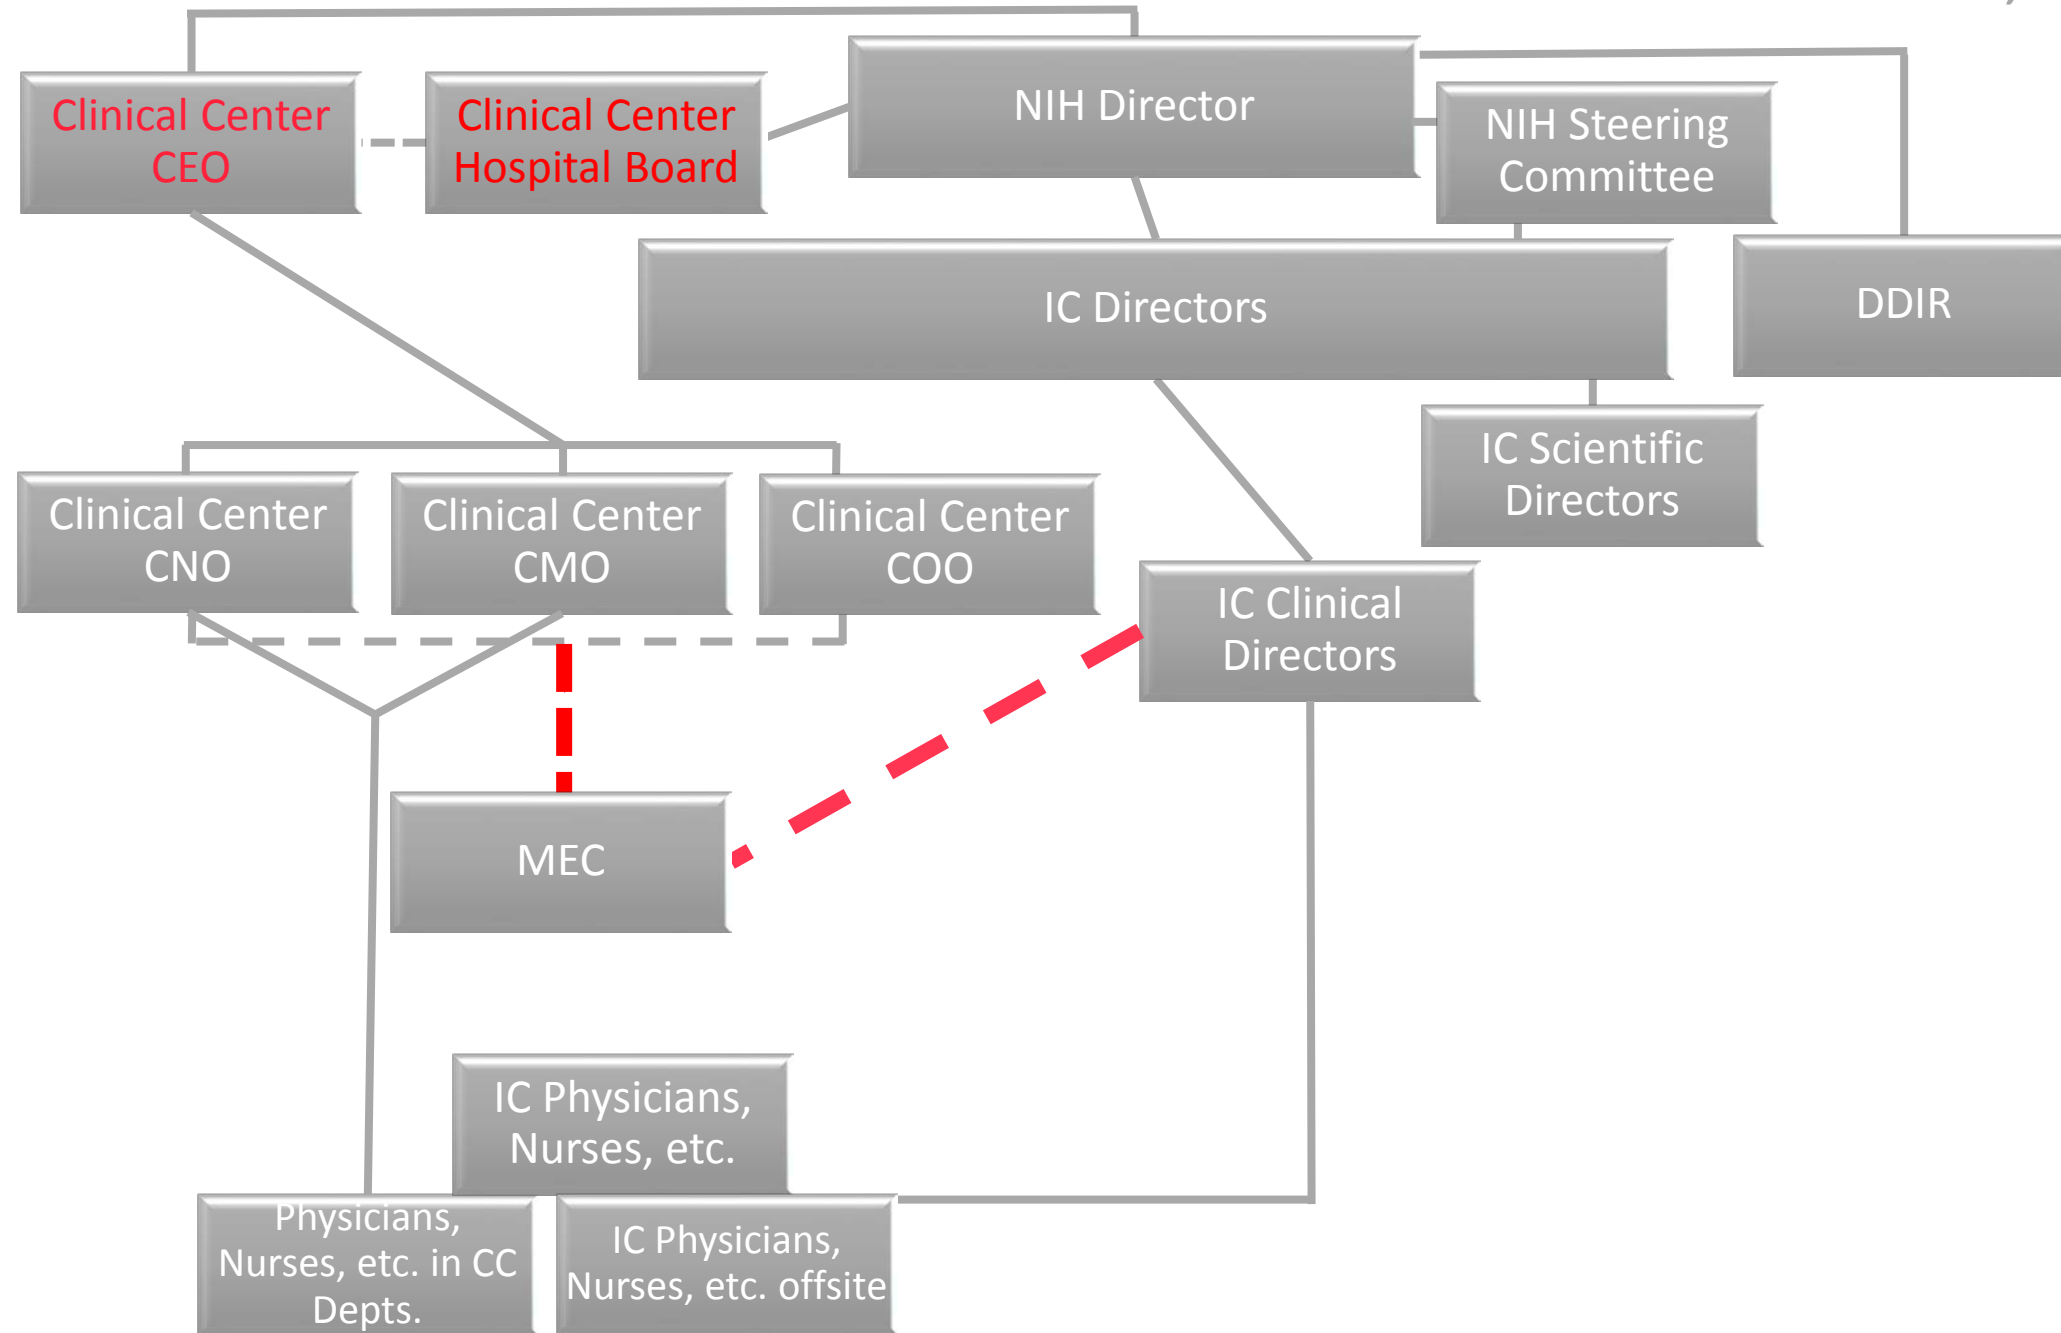 Clinical Center
CEO
Clinical Center
Hospital Board
NIH Director
NIH Steering
Committee
IC Directors
DDIR
IC Scientific
Directors
Clinical Center
CNO
Clinical Center
CMO
Clinical Center
COO
IC Clinical
Directors
MEC
IC Physicians,
Nurses, etc.
Physicians,
Nurses, etc. in CC
Depts.
IC Physicians,
Nurses, etc. offsite